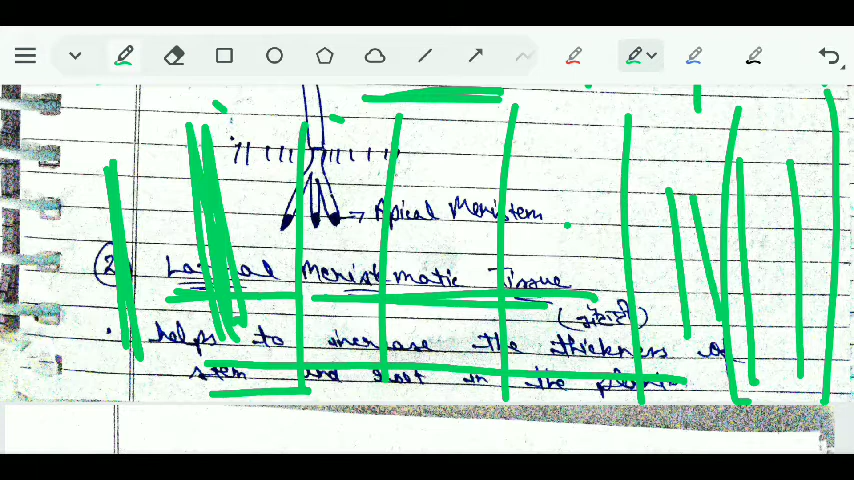 → Apical Meristem
② Lateral Meristematic Tissue
(मोटाई)
• helps to increase the thickness of
stem and root in the plants